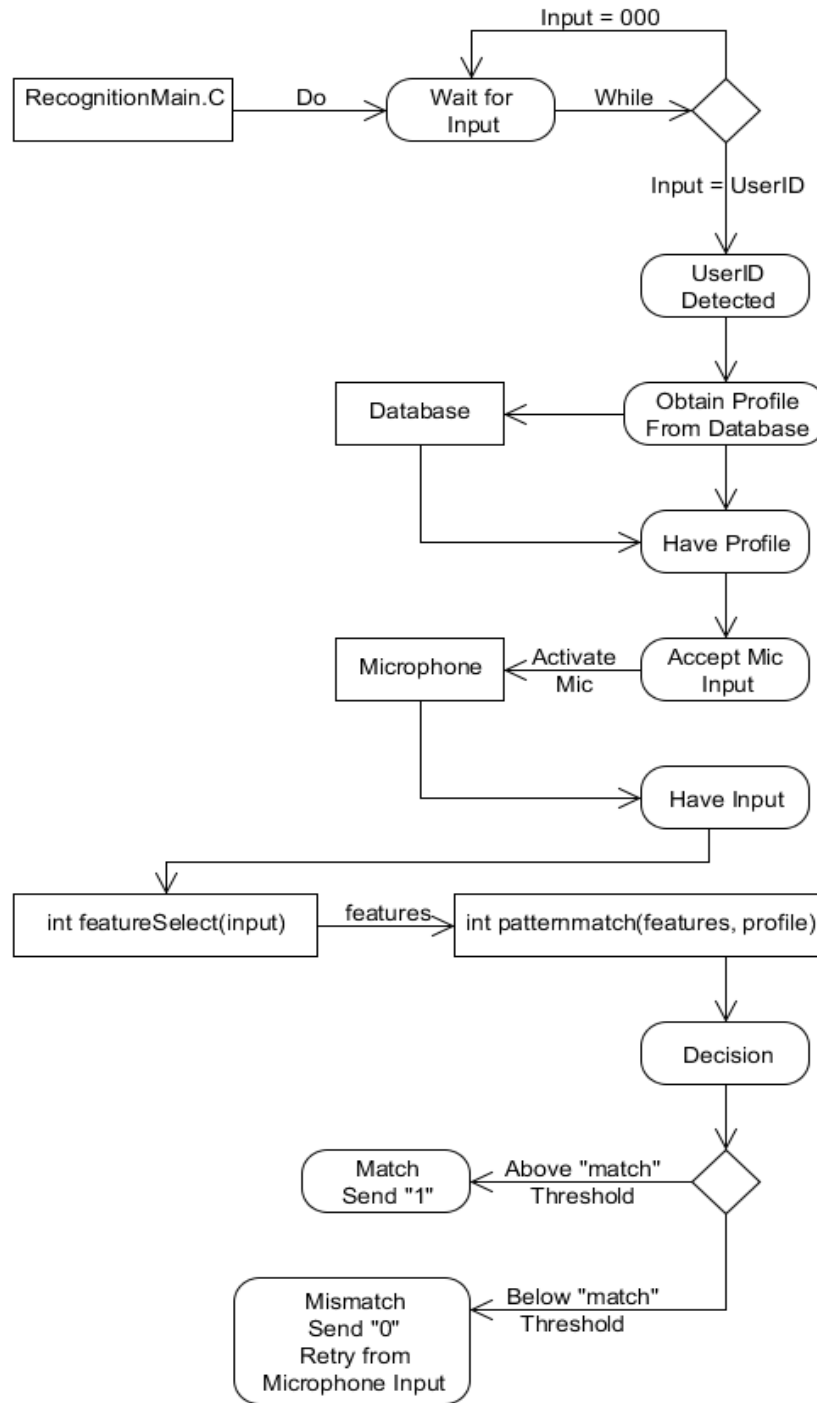 Input = 000
RecognitionMain.C
Do
Wait for
Input
While
Input = UserID
UserID
Detected
Database
Obtain Profile
From Database
Have Profile
Microphone
Activate
Mic
Accept Mic
Input
Have Input
int featureSelect(input)
features
int patternmatch(features, profile)
Decision
Match
Send "1"
Above "match"
Threshold
Mismatch
Send "0"
Retry from
Microphone Input
Below "match"
Threshold